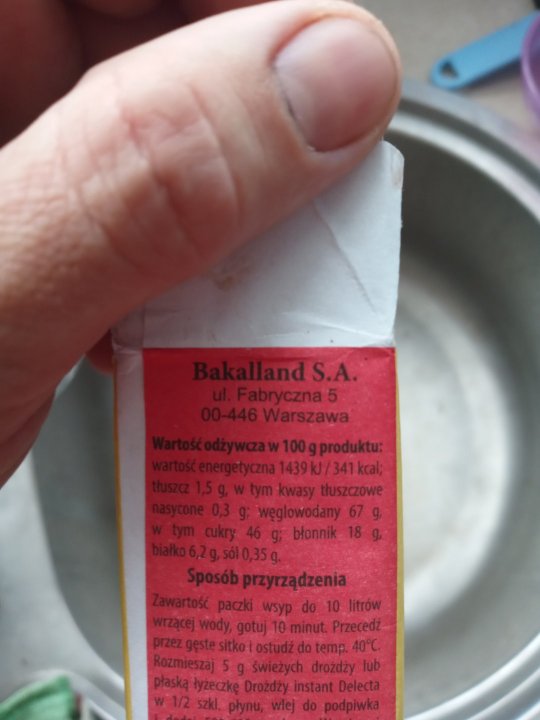 Bakalland S.A.
ul. Fabryczna 5
00-446 Warszawa
Wartość odżywcza w 100 g produktu:
wartość energetyczna 1439 kJ / 341 kcal;
tłuszcz 1,5 g, w tym kwasy tłuszczowe
nasycone 0,3 g; węglowodany 67 g,
w tym cukry 46 g; błonnik 18 g,
białko 6,2 g, sól 0,35 g.
Sposób przyrządzenia
Zawartość paczki wsyp do 10 litrów
wrzącej wody, gotuj 10 minut. Przecedź
przez gęste sitko i ostudź do temp. 40°C.
Rozmieszaj 5 g świeżych drożdży lub
płaską łyżeczkę Drożdży instant Delecta
w 1/2 szkl. płynu, wlej do podpiwka